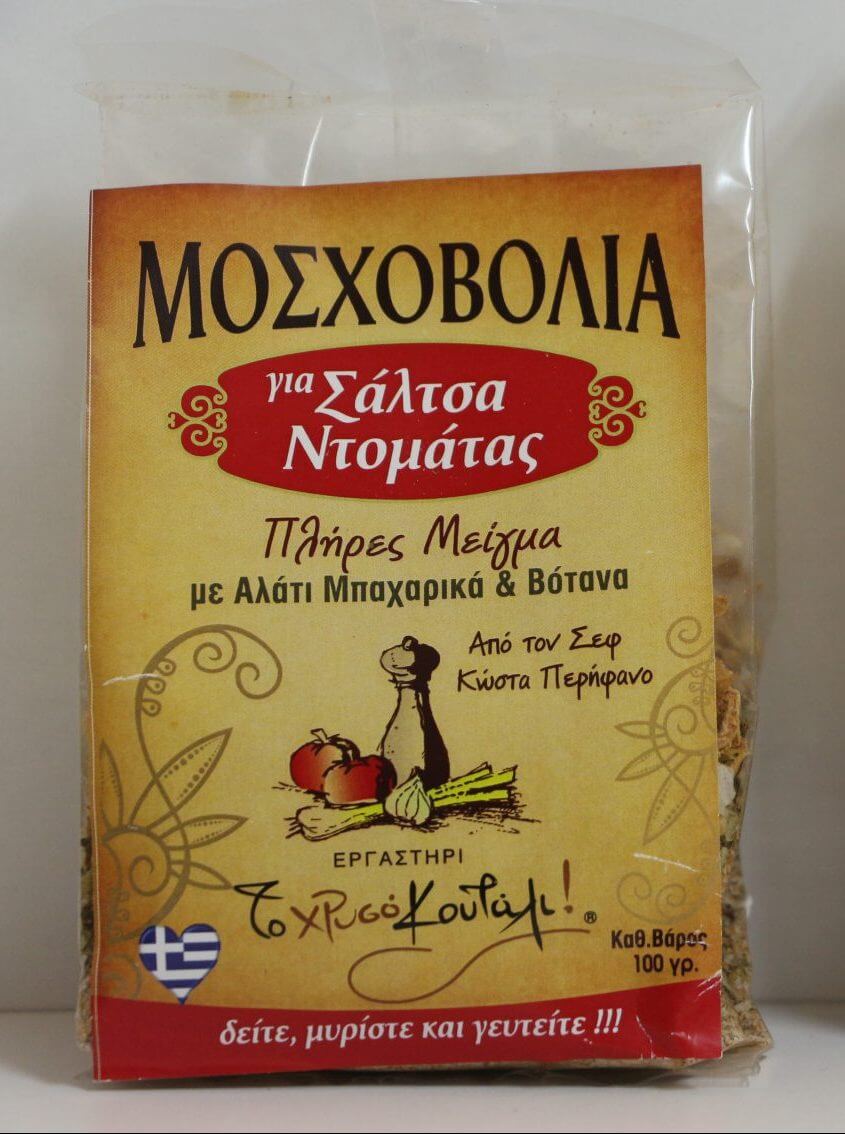 ΜΟΣΧΟΒΟΛΙΑ
για Σάλτσα
Ντομάτας
Πλήρες Μείγμα
με Αλάτι Μπαχαρικά & Βότανα
Από τον Σεφ
Κώστα Περήφανο
ΕΡΓΑΣΤΗΡΙ
Το χρυσό Κουτάλι! ®
Καθ.Βάρος
100 γρ.
δείτε, μυρίστε και γευτείτε !!!